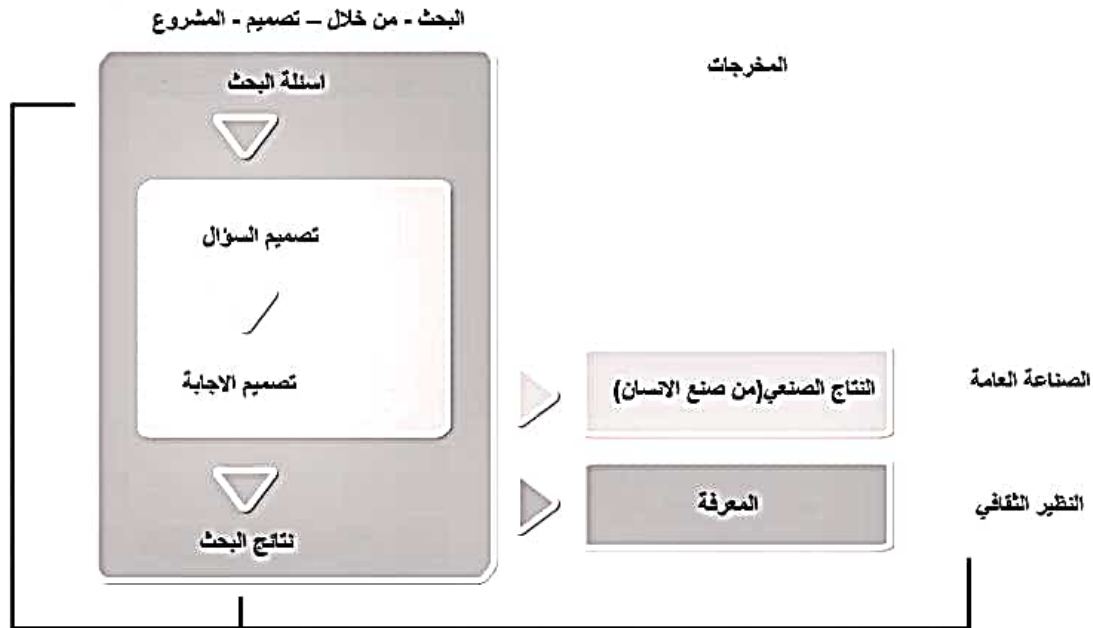 البحث - من خلال – تصميم - المشروع
المخرجات
اسئلة البحث
تصميم السؤال
/
تصميم الاجابة
النتاج الصنعي(من صنع الانسان)
الصناعة العامة
المعرفة
النظير الثقافي
نتائج البحث